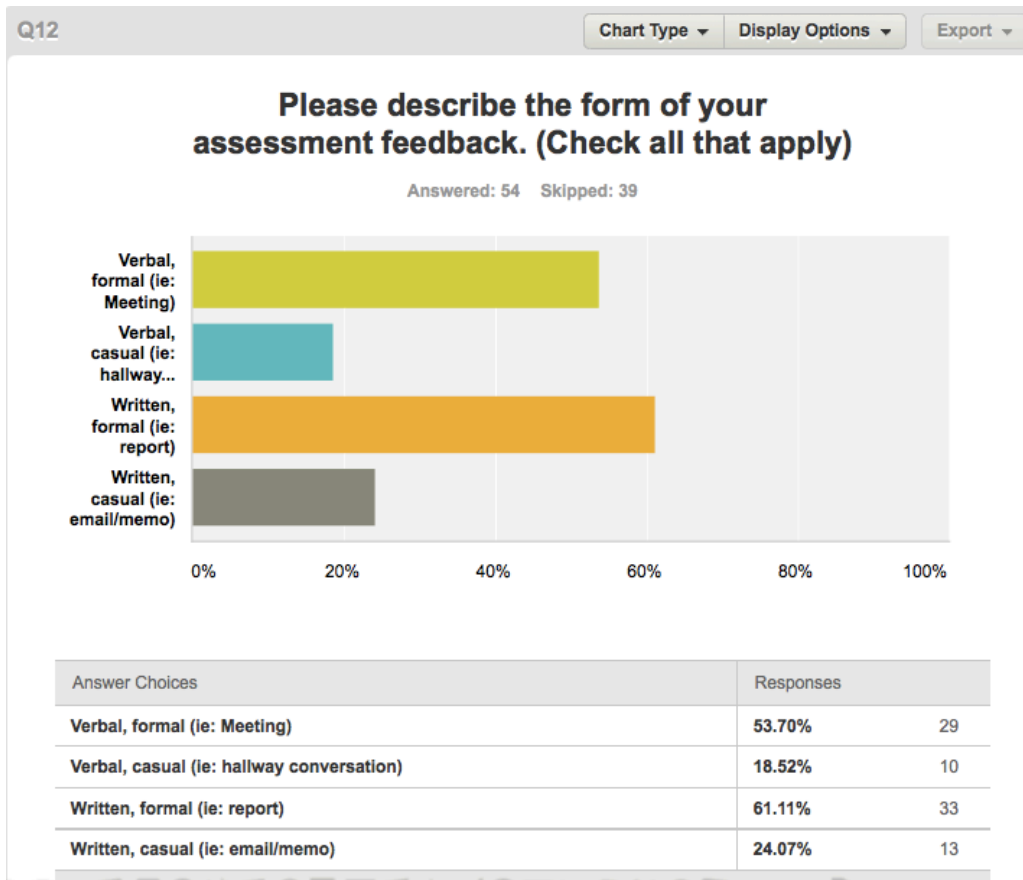 Q12
Chart Type
Display Options
Export
Please describe the form of your
assessment feedback. (Check all that apply)
Answered: 54 Skipped: 39
Verbal,
formal (ie:
Meeting)
Verbal,
casual (ie:
hallway...
Written,
formal (ie:
report)
Written,
casual (ie:
email/memo)
0% 20% 40% 60% 80% 100%
Answer Choices Responses
Verbal, formal (ie: Meeting) 53.70% 29
Verbal, casual (ie: hallway conversation) 18.52% 10
Written, formal (ie: report) 61.11% 33
Written, casual (ie: email/memo) 24.07% 13